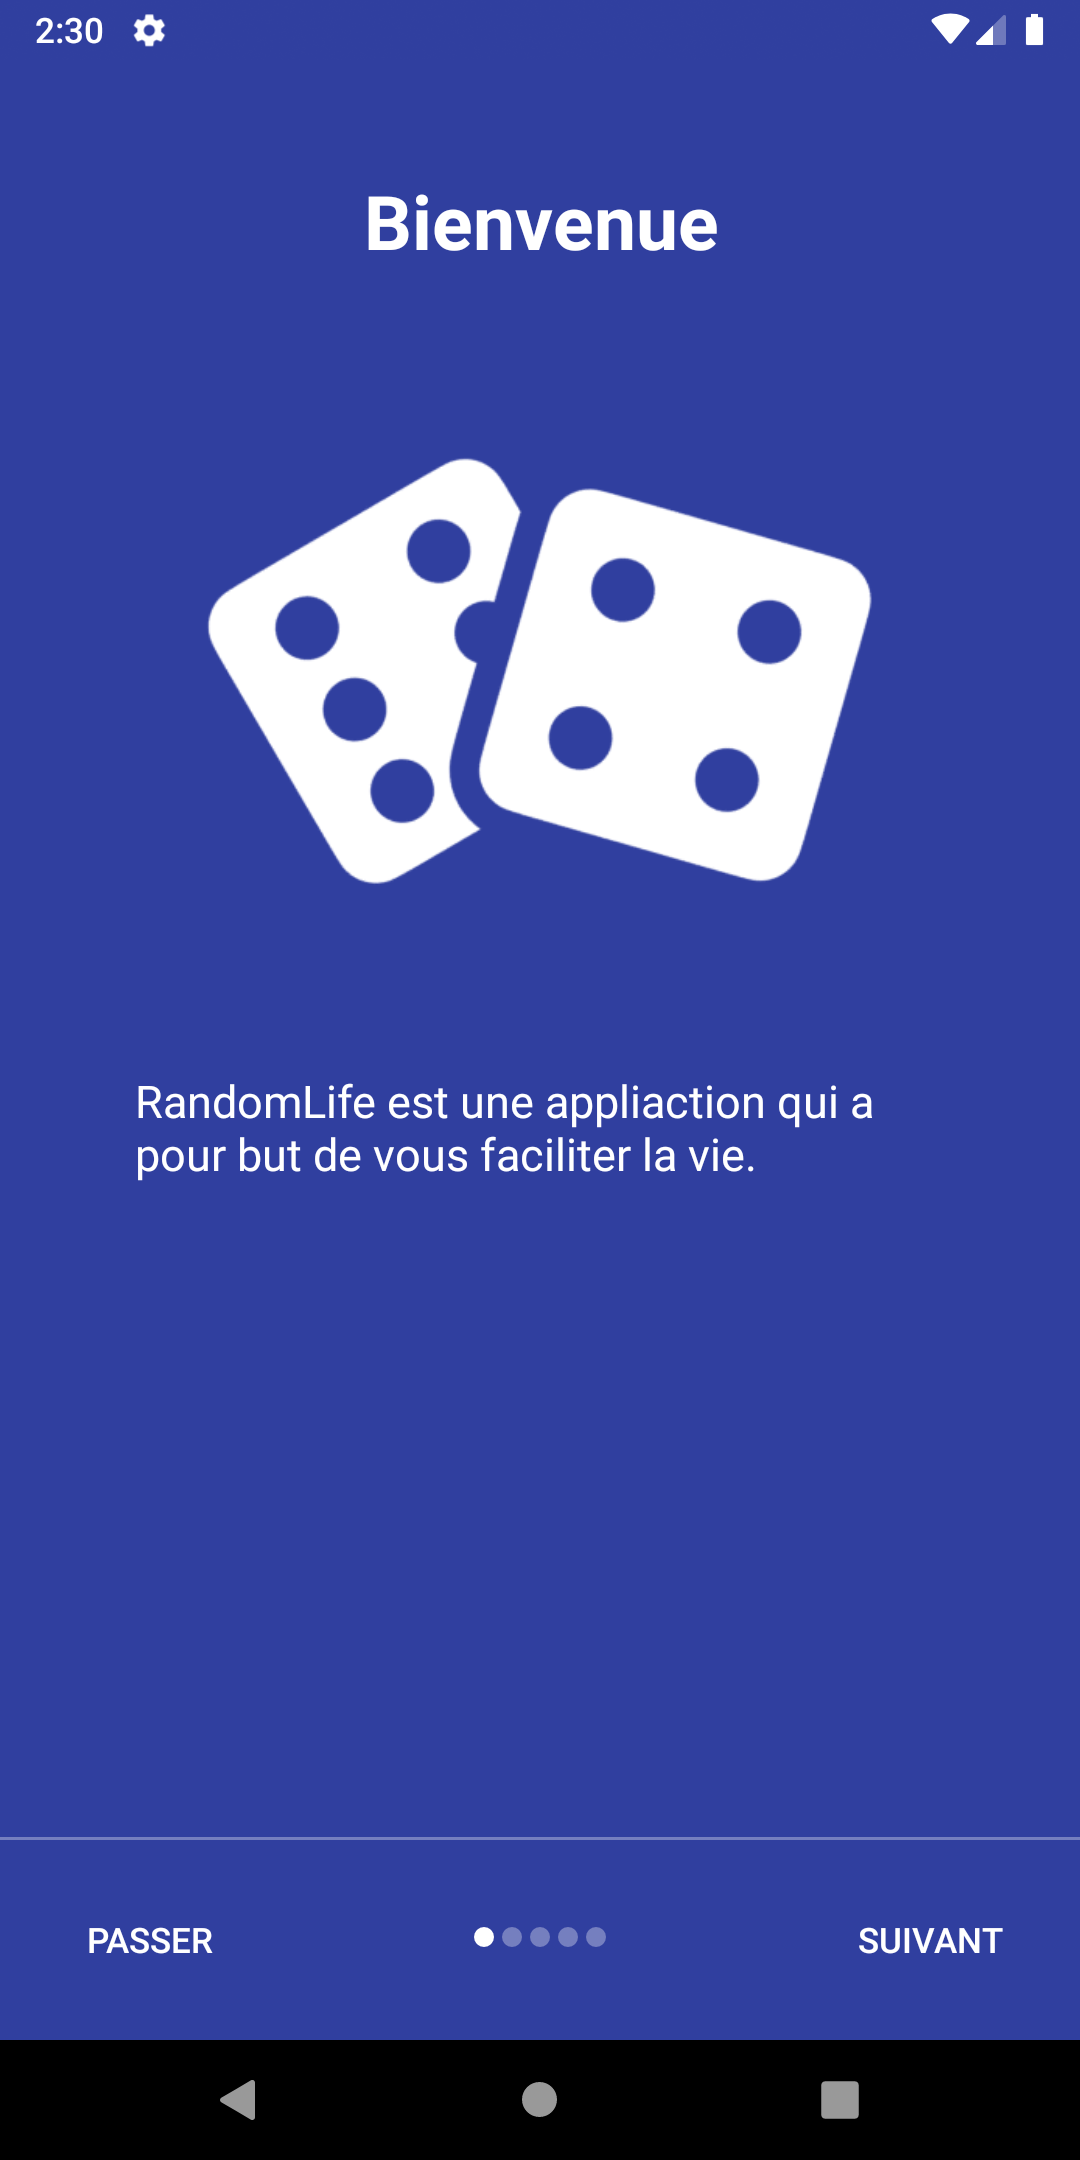 2:30
Bienvenue
RandomLife est une appliaction qui a
pour but de vous faciliter la vie.
PASSER
SUIVANT